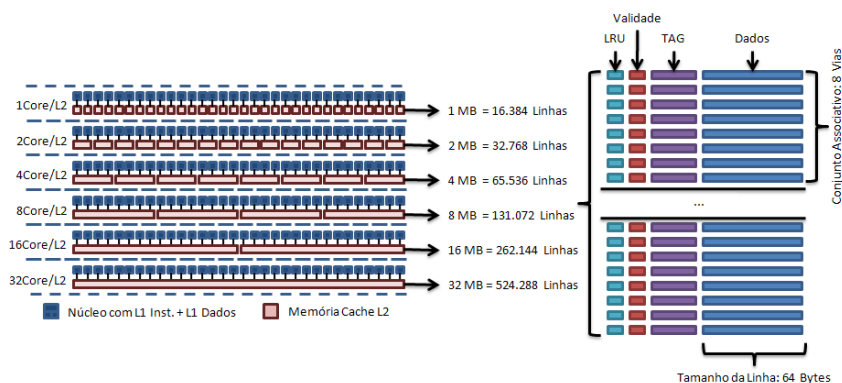 1Core/L2
1 MB = 16.384 Linhas
2Core/L2
2 MB = 32.768 Linhas
4Core/L2
4 MB = 65.536 Linhas
8Core/L2
8 MB = 131.072 Linhas
16Core/L2
16 MB = 262.144 Linhas
32Core/L2
32 MB = 524.288 Linhas
Núcleo com L1 Inst. + L1 Dados
Memória Cache L2
Validade
LRU
TAG
Dados
...
Conjunto Associativo: 8 Vias
Tamanho da Linha: 64 Bytes